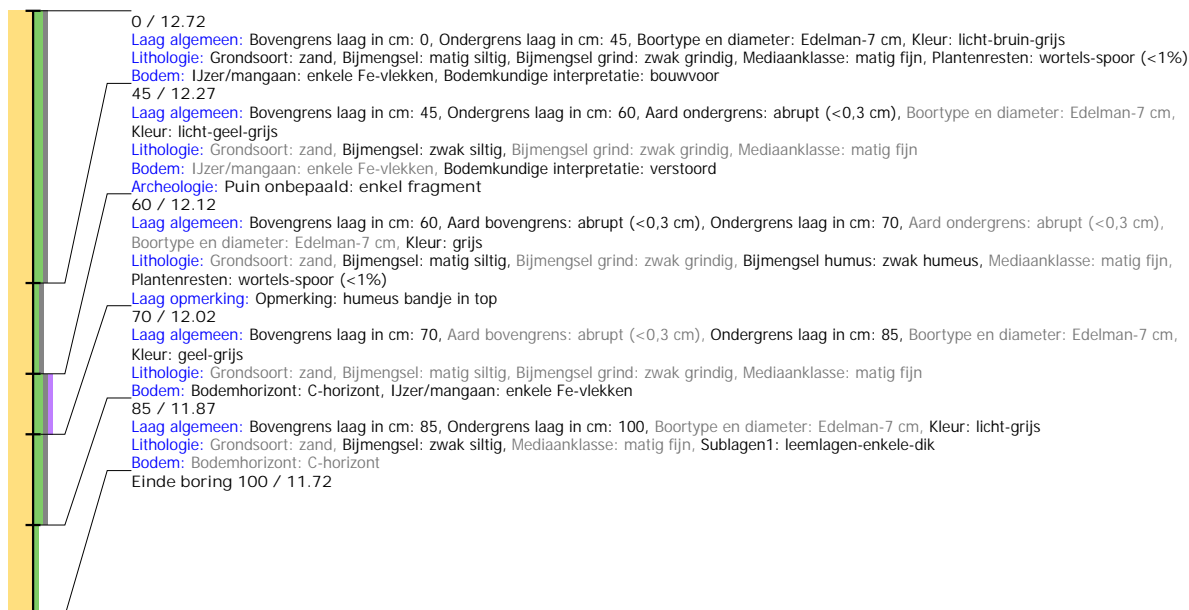 0 / 12.72
Laag algemeen: Bovengrens laag in cm: 0, Ondergrens laag in cm: 45, Boortype en diameter: Edelman-7 cm, Kleur: licht-bruin-grijs
Lithologie: Grondsoort: zand, Bijmengsel: matig siltig, Bijmengsel grind: zwak grindig, Mediaanklasse: matig fijn, Plantenresten: wortels-spoor (<1%)
Bodem: IJzer/mangaan: enkele Fe-vlekken, Bodemkundige interpretatie: bouwvoor
45 / 12.27
Laag algemeen: Bovengrens laag in cm: 45, Ondergrens laag in cm: 60, Aard ondergrens: abrupt (<0,3 cm), Boortype en diameter: Edelman-7 cm,
Kleur: licht-geel-grijs
Lithologie: Grondsoort: zand, Bijmengsel: zwak siltig, Bijmengsel grind: zwak grindig, Mediaanklasse: matig fijn
Bodem: IJzer/mangaan: enkele Fe-vlekken, Bodemkundige interpretatie: verstoord
Archeologie: Puin onbepaald: enkel fragment
60 / 12.12
Laag algemeen: Bovengrens laag in cm: 60, Aard bovengrens: abrupt (<0,3 cm), Ondergrens laag in cm: 70, Aard ondergrens: abrupt (<0,3 cm),
Boortype en diameter: Edelman-7 cm, Kleur: grijs
Lithologie: Grondsoort: zand, Bijmengsel: matig siltig, Bijmengsel grind: zwak grindig, Bijmengsel humus: zwak humeus, Mediaanklasse: matig fijn,
Plantenresten: wortels-spoor (<1%)
Laag opmerking: Opmerking: humeus bandje in top
70 / 12.02
Laag algemeen: Bovengrens laag in cm: 70, Aard bovengrens: abrupt (<0,3 cm), Ondergrens laag in cm: 85, Boortype en diameter: Edelman-7 cm,
Kleur: geel-grijs
Lithologie: Grondsoort: zand, Bijmengsel: matig siltig, Bijmengsel grind: zwak grindig, Mediaanklasse: matig fijn
Bodem: Bodemhorizont: C-horizont, IJzer/mangaan: enkele Fe-vlekken
85 / 11.87
Laag algemeen: Bovengrens laag in cm: 85, Ondergrens laag in cm: 100, Boortype en diameter: Edelman-7 cm, Kleur: licht-grijs
Lithologie: Grondsoort: zand, Bijmengsel: zwak siltig, Mediaanklasse: matig fijn, Sublagen1: leemlagen-enkele-dik
Bodem: Bodemhorizont: C-horizont
Einde boring 100 / 11.72